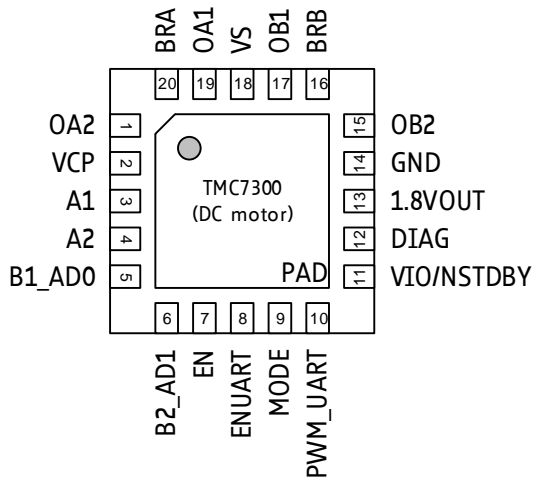 BRA
OA1
VS
OB1
BRB
20
19
18
17
16
OA2
1
15
OB2
VCP
2
14
GND
A1
3
TMC7300
(DC motor)
13
1.8VOUT
A2
4
12
DIAG
B1_AD0
5
PAD
11
VIO/NSTDBY
6
7
8
9
10
B2_AD1
EN
ENUART
MODE
PWM_UART